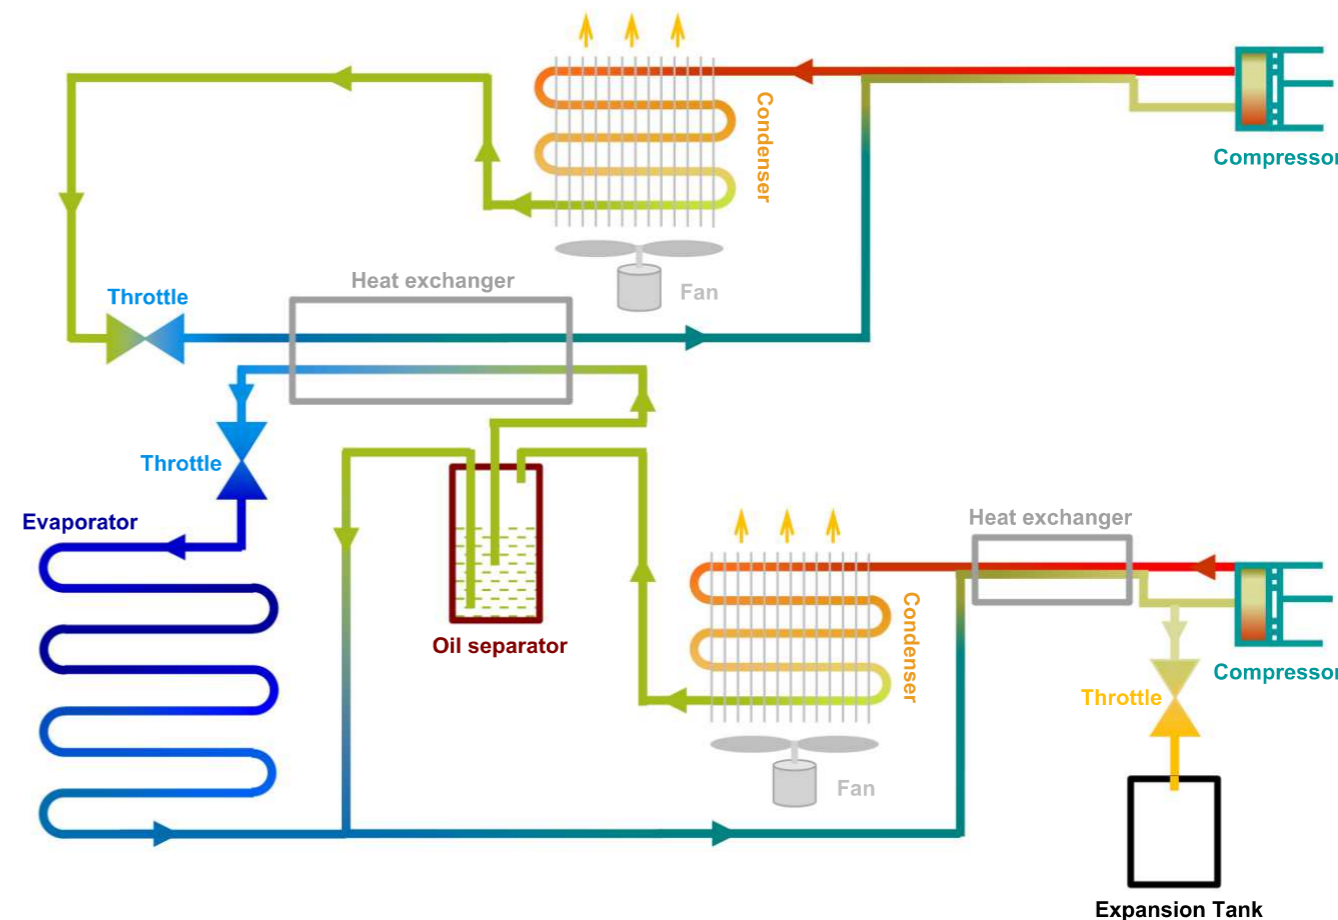 Condenser
Compressor
Heat exchanger
Fan
Throttle
Throttle
Evaporator
Heat exchanger
Oil separator
Condenser
Compressor
Throttle
Fan
Expansion Tank